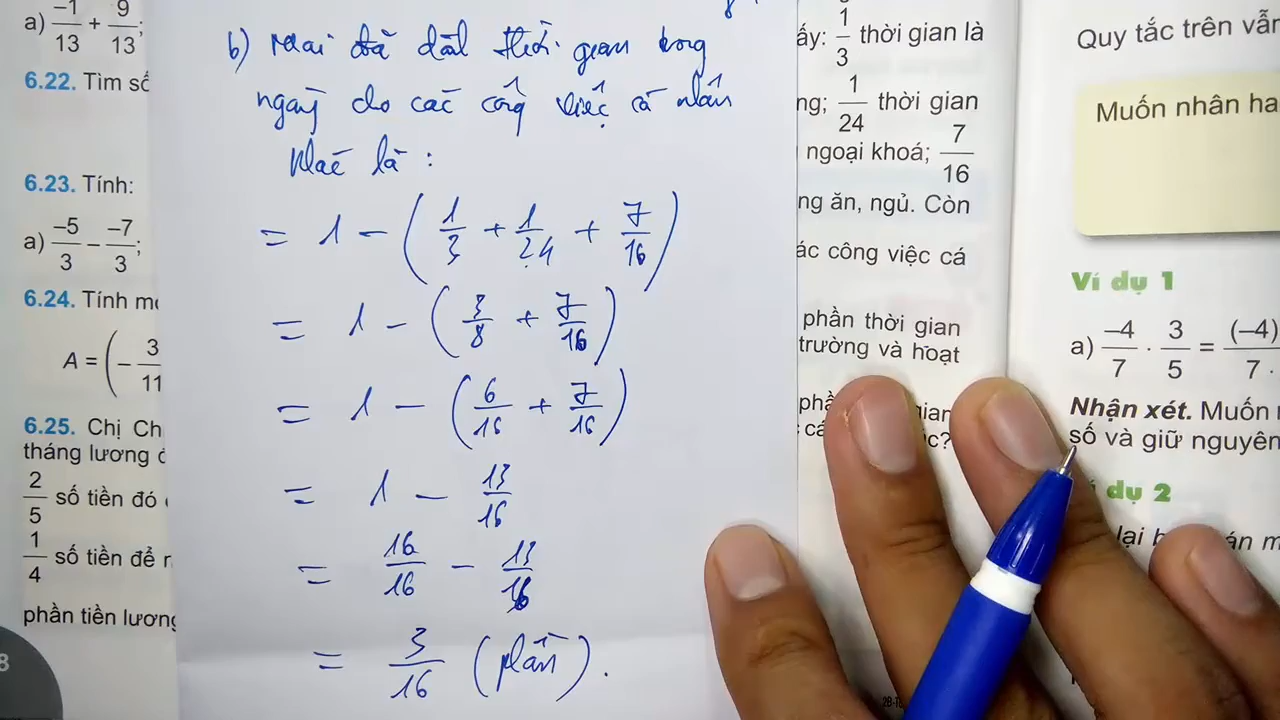 a) -1/13 + 9/13;
6.22. Tìm số
6.23. Tính:
a) -5/3 - -7/3;
6.24. Tính
A = (- 3/11
6.25. Chị Ch
tháng lương
2/5 số tiền đó
1/4 số tiền để
phần tiền lương
8
b) Mai đã dành thời gian trong
ngày cho các công việc cá nhân
khác là :
= 1 - (1/3 + 1/24 + 7/16)
= 1 - (3/8 + 7/16)
= 1 - (6/16 + 7/16)
= 1 - 13/16
= 16/16 - 13/16
= 3/16 (phần).
ấy: 1/3 thời gian là
ng; 1/24 thời gian
ngoại khoá; 7/16
ng ăn, ngủ. Còn
ác công việc cá
phần thời gian
trường và hoạt
Quy tắc trên vẫn
Muốn nhân ha
Ví dụ 1
a) -4/7 . 3/5 = (-4)/7 .
Nhận xét. Muốn
số và giữ nguyên
dụ 2
lại